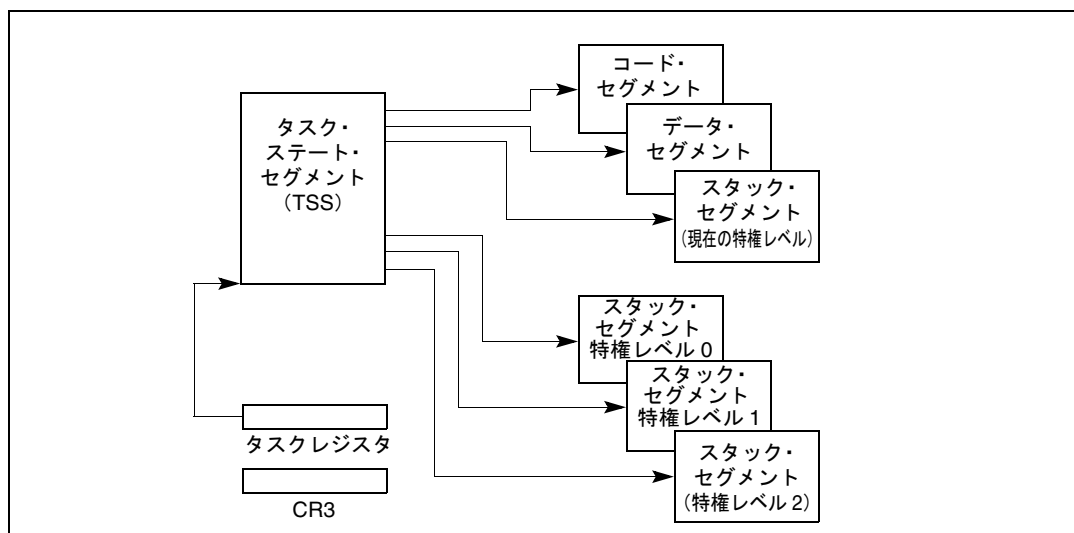 タスク・
ステート・
セグメント
(TSS)
コード・
セグメント
データ・
セグメント
スタック・
セグメント
(現在の特権レベル)
スタック・
セグメント
特権レベル 0
スタック・
セグメント
特権レベル 1
スタック・
セグメント
(特権レベル 2)
タスクレジスタ
CR3